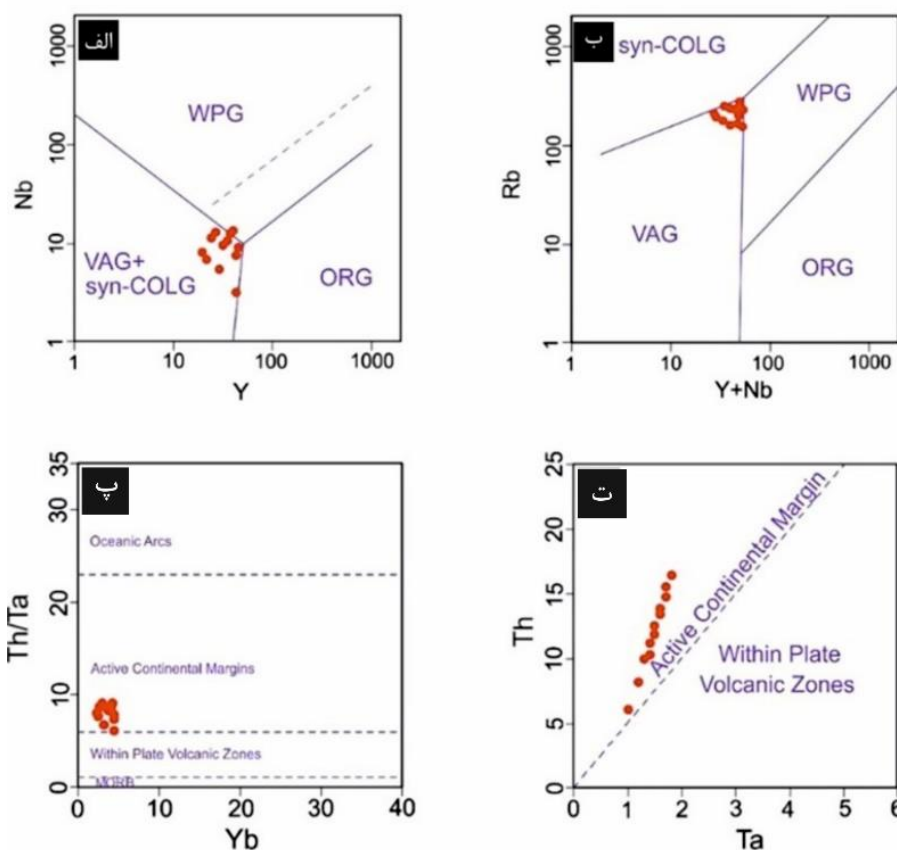 الف
1000
100
10
1
Nb
WPG
VAG+
syn-COLG
ORG
1
10
100
1000
Y
ب
1000
100
10
1
Rb
syn-COLG
WPG
VAG
ORG
1
10
100
1000
Y+Nb
پ
35
30
20
10
0
Th/Ta
Oceanic Arcs
Active Continental Margins
Within Plate Volcanic Zones
MORB
0
10
20
30
40
Yb
ت
25
20
15
10
5
0
Th
Active Continental Margin
Within Plate
Volcanic Zones
0
1
2
3
4
5
6
Ta